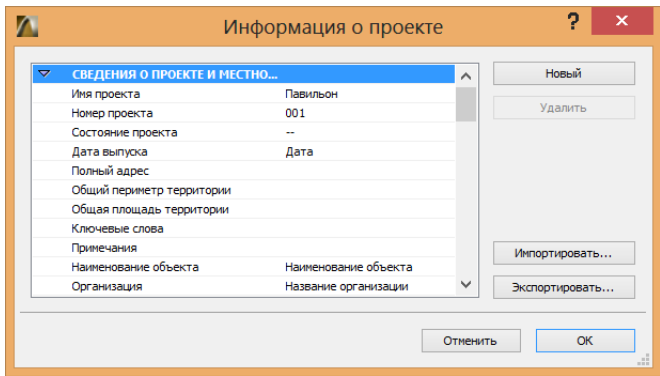 Информация о проекте
?
×
СВЕДЕНИЯ О ПРОЕКТЕ И МЕСТНО...
Новый
Имя проекта Павильон
Номер проекта 001
Удалить
Состояние проекта --
Дата выпуска Дата
Полный адрес
Общий периметр территории
Общая площадь территории
Ключевые слова
Примечания
Импортировать...
Наименование объекта Наименование объекта
Организация Название организации
Экспортировать...
Отменить
OK